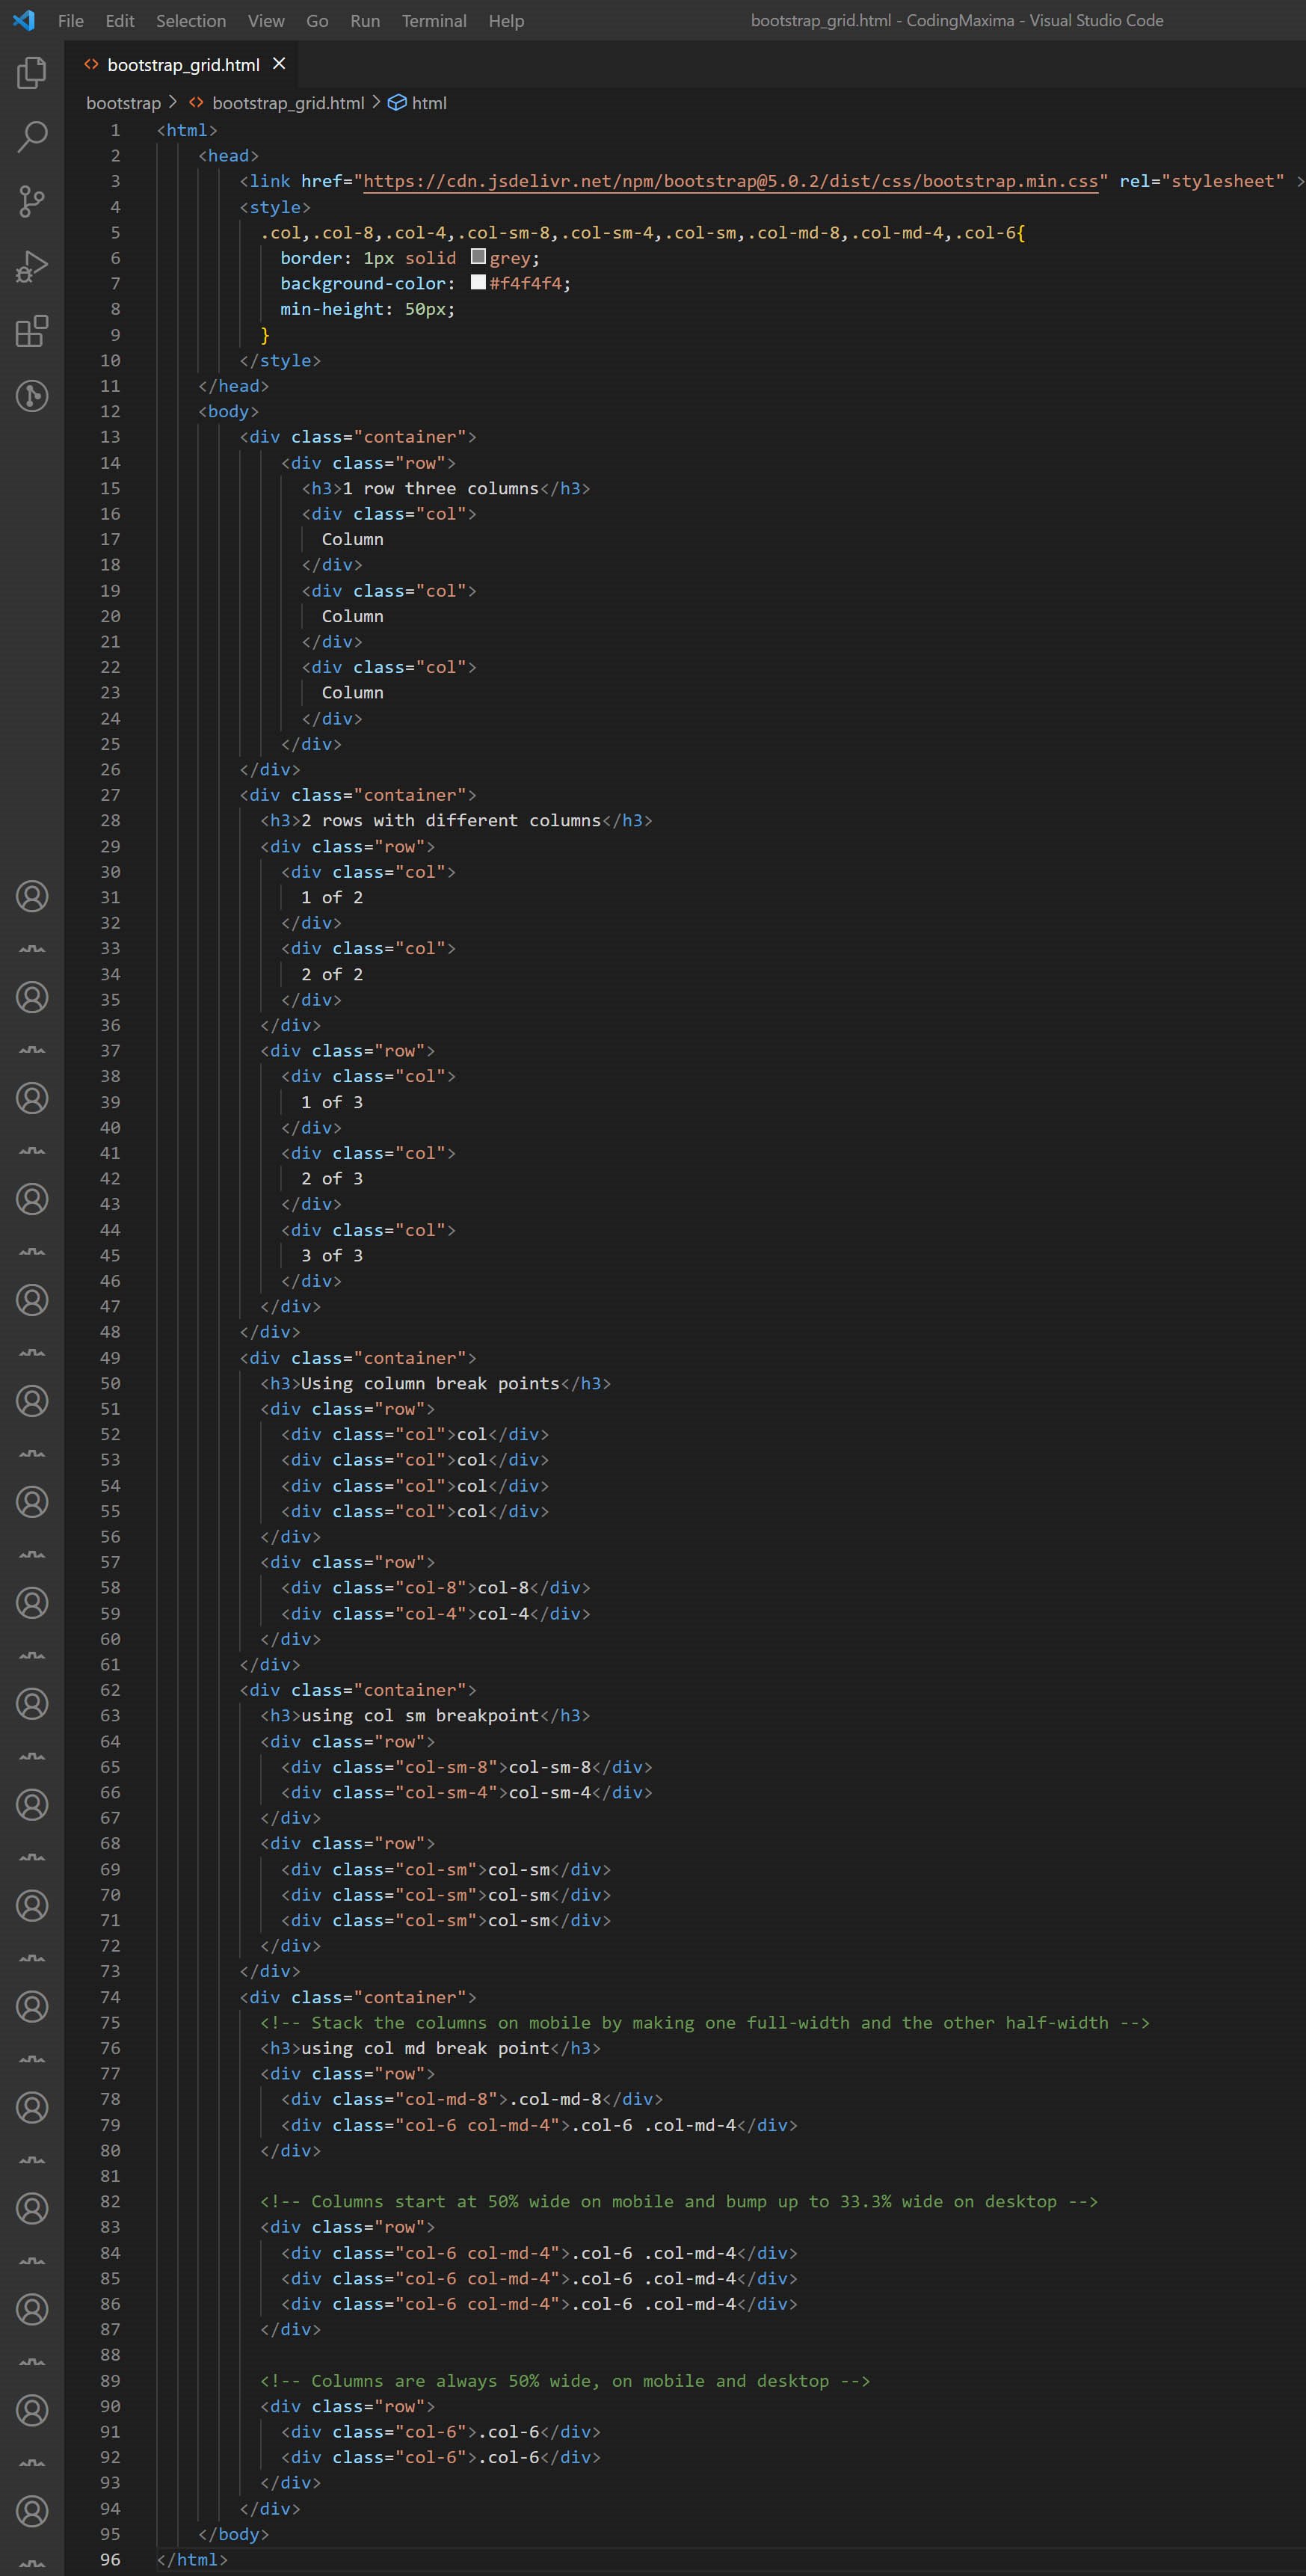 File Edit Selection View Go Run Terminal Help bootstrap_grid.html - CodingMaxima - Visual Studio Code
bootstrap_grid.html
bootstrap > bootstrap_grid.html > html
1 <html>
2 <head>
3 <link href="https://cdn.jsdelivr.net/npm/bootstrap@5.0.2/dist/css/bootstrap.min.css" rel="stylesheet" >
4 <style>
5 .col,.col-8,.col-4,.col-sm-8,.col-sm-4,.col-sm,.col-md-8,.col-md-4,.col-6{
6 border: 1px solid grey;
7 background-color: #f4f4f4;
8 min-height: 50px;
9 }
10 </style>
11 </head>
12 <body>
13 <div class="container">
14 <div class="row">
15 <h3>1 row three columns</h3>
16 <div class="col">
17 Column
18 </div>
19 <div class="col">
20 Column
21 </div>
22 <div class="col">
23 Column
24 </div>
25 </div>
26 </div>
27 <div class="container">
28 <h3>2 rows with different columns</h3>
29 <div class="row">
30 <div class="col">
31 1 of 2
32 </div>
33 <div class="col">
34 2 of 2
35 </div>
36 </div>
37 <div class="row">
38 <div class="col">
39 1 of 3
40 </div>
41 <div class="col">
42 2 of 3
43 </div>
44 <div class="col">
45 3 of 3
46 </div>
47 </div>
48 </div>
49 <div class="container">
50 <h3>Using column break points</h3>
51 <div class="row">
52 <div class="col">col</div>
53 <div class="col">col</div>
54 <div class="col">col</div>
55 <div class="col">col</div>
56 </div>
57 <div class="row">
58 <div class="col-8">col-8</div>
59 <div class="col-4">col-4</div>
60 </div>
61 </div>
62 <div class="container">
63 <h3>using col sm breakpoint</h3>
64 <div class="row">
65 <div class="col-sm-8">col-sm-8</div>
66 <div class="col-sm-4">col-sm-4</div>
67 </div>
68 <div class="row">
69 <div class="col-sm">col-sm</div>
70 <div class="col-sm">col-sm</div>
71 <div class="col-sm">col-sm</div>
72 </div>
73 </div>
74 <div class="container">
75 <!-- Stack the columns on mobile by making one full-width and the other half-width -->
76 <h3>using col md break point</h3>
77 <div class="row">
78 <div class="col-md-8">.col-md-8</div>
79 <div class="col-6 col-md-4">.col-6 .col-md-4</div>
80 </div>
81
82 <!-- Columns start at 50% wide on mobile and bump up to 33.3% wide on desktop -->
83 <div class="row">
84 <div class="col-6 col-md-4">.col-6 .col-md-4</div>
85 <div class="col-6 col-md-4">.col-6 .col-md-4</div>
86 <div class="col-6 col-md-4">.col-6 .col-md-4</div>
87 </div>
88
89 <!-- Columns are always 50% wide, on mobile and desktop -->
90 <div class="row">
91 <div class="col-6">.col-6</div>
92 <div class="col-6">.col-6</div>
93 </div>
94 </div>
95 </body>
96 </html>